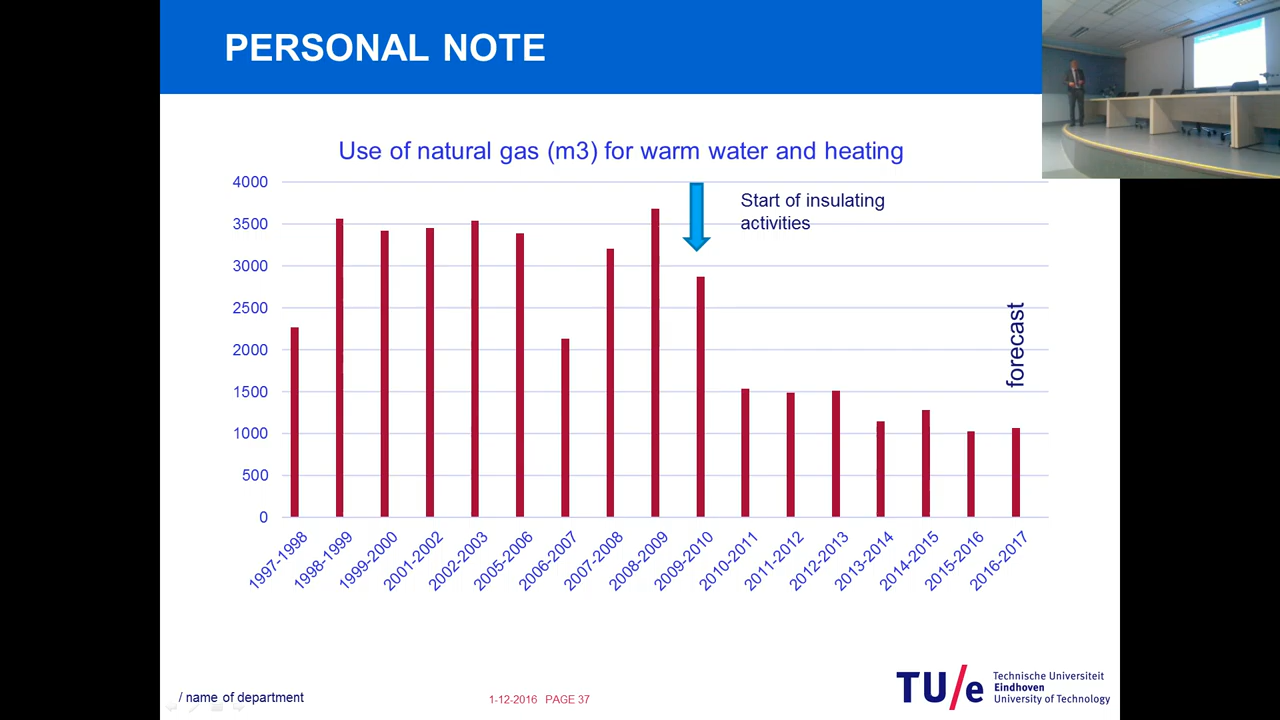 PERSONAL NOTE
Use of natural gas (m3) for warm water and heating
4000
3500
3000
2500
2000
1500
1000
500
0
Start of insulating
activities
forecast
1997-1998
1998-1999
1999-2000
2001-2002
2002-2003
2005-2006
2006-2007
2007-2008
2008-2009
2009-2010
2010-2011
2011-2012
2012-2013
2013-2014
2014-2015
2015-2016
2016-2017
/ name of department
1-12-2016 PAGE 37
TU/e
Technische Universiteit
Eindhoven
University of Technology